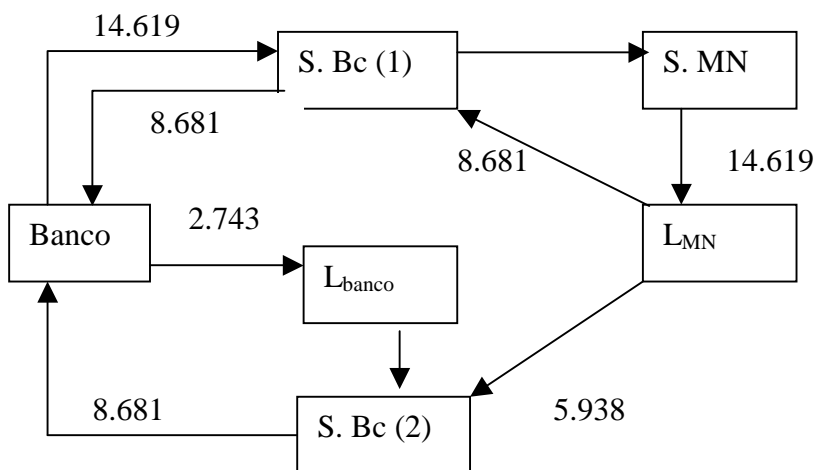 14.619
S. Bc (1)
S. MN
8.681
8.681
14.619
Banco
2.743
L_MN
L_banco
8.681
S. Bc (2)
5.938